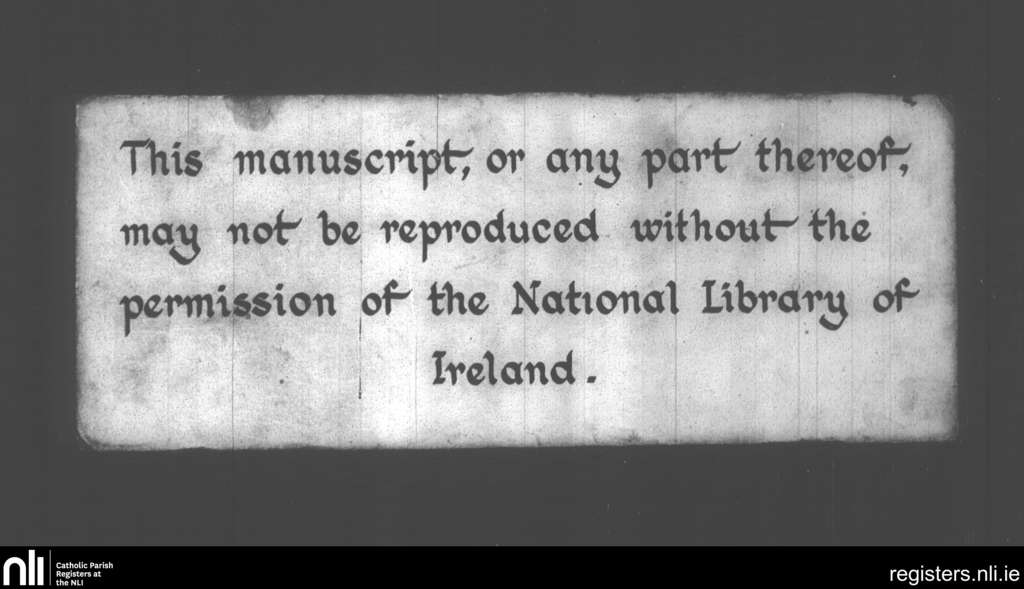 This manuscript, or any part thereof,
may not be reproduced without the
permission of the National Library of
Ireland.
nli
Catholic Parish
Registers at
the NLI
registers.nli.ie